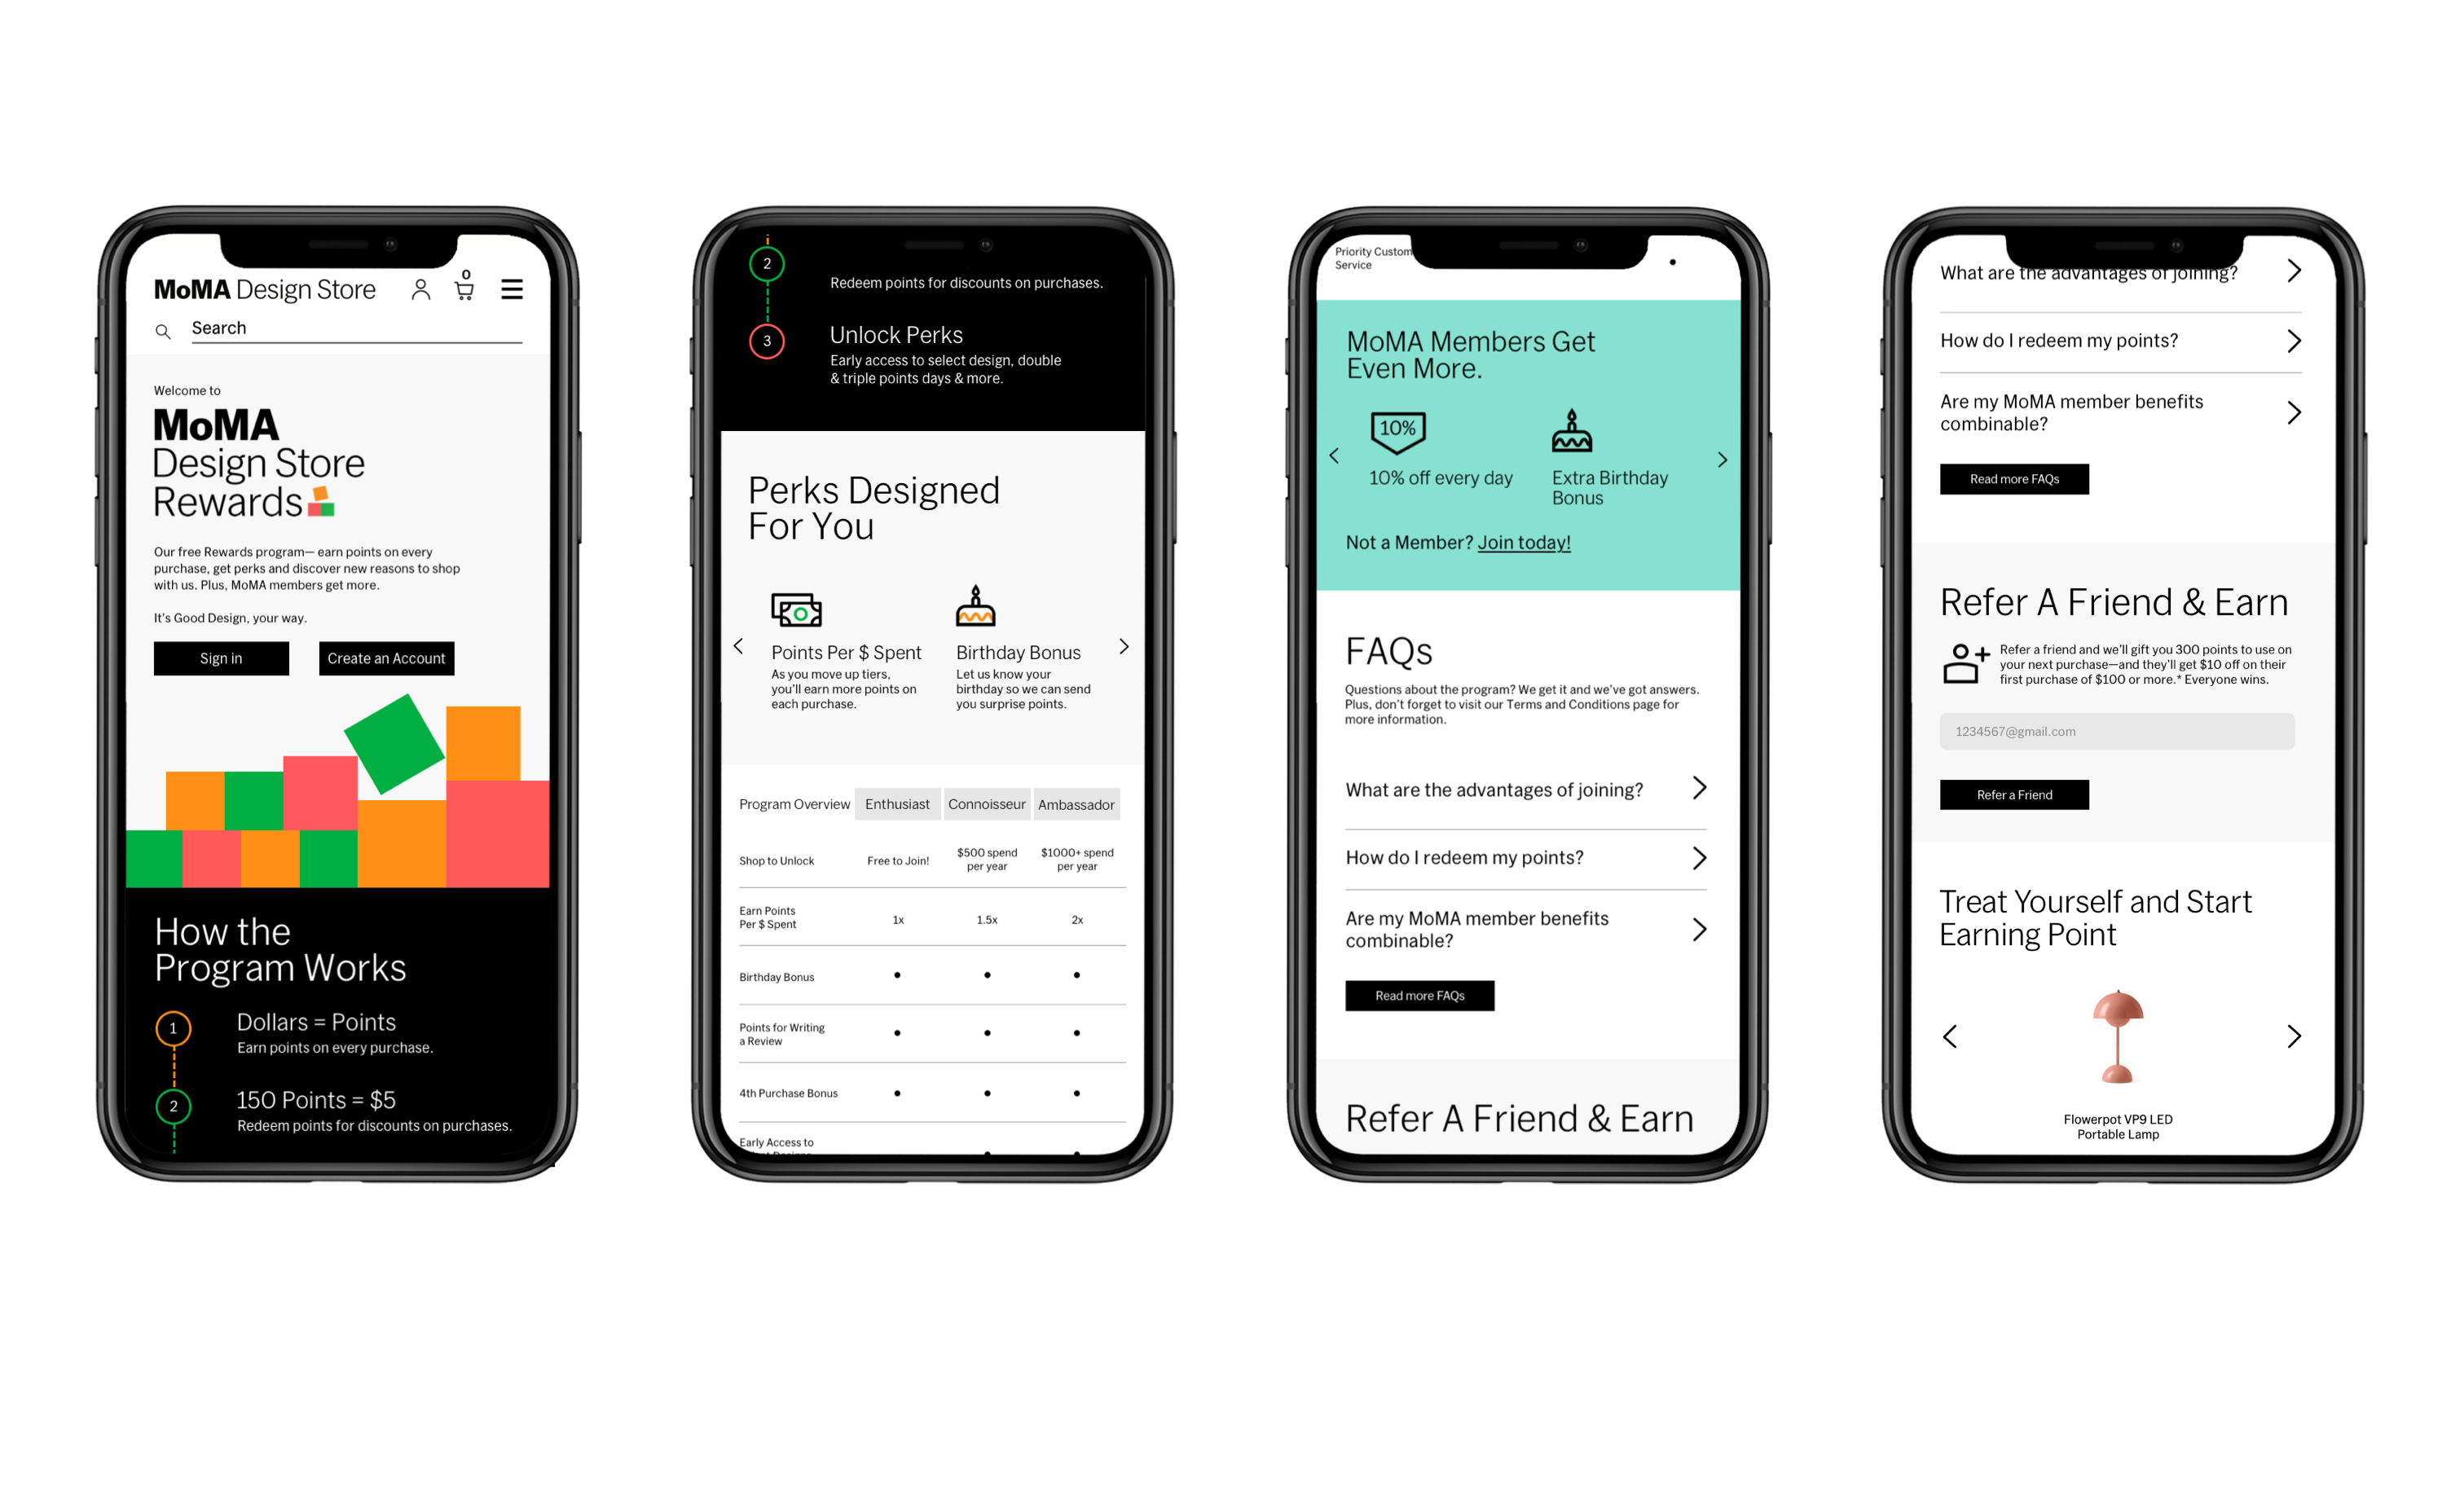 0
MoMA Design Store
Search
Welcome to
MoMA
Design Store
Rewards
Our free Rewards program— earn points on every
purchase, get perks and discover new reasons to shop
with us. Plus, MoMA members get more.
It's Good Design, your way.
Sign in
Create an Account
How the
Program Works
1
Dollars = Points
Earn points on every purchase.
2
150 Points = $5
Redeem points for discounts on purchases.
2
Redeem points for discounts on purchases.
3
Unlock Perks
Early access to select design, double
& triple points days & more.
Perks Designed
For You
Points Per $ Spent
As you move up tiers,
you'll earn more points on
each purchase.
Birthday Bonus
Let us know your
birthday so we can send
you surprise points.
Program Overview Enthusiast Connoisseur Ambassador
Shop to Unlock
Free to Join!
$500 spend
per year
$1000+ spend
per year
Earn Points
Per $ Spent
1x
1.5x
2x
Birthday Bonus
Points for Writing
a Review
4th Purchase Bonus
Early Access to
Priority Custom
Service
MoMA Members Get
Even More.
10%
10% off every day
Extra Birthday
Bonus
Not a Member? Join today!
FAQs
Questions about the program? We get it and we've got answers.
Plus, don't forget to visit our Terms and Conditions page for
more information.
What are the advantages of joining?
How do I redeem my points?
Are my MoMA member benefits
combinable?
Read more FAQs
Refer A Friend & Earn
What are the advantages of joining?
How do I redeem my points?
Are my MoMA member benefits
combinable?
Read more FAQs
Refer A Friend & Earn
Refer a friend and we'll gift you 300 points to use on
your next purchase—and they'll get $10 off on their
first purchase of $100 or more.* Everyone wins.
1234567@gmail.com
Refer a Friend
Treat Yourself and Start
Earning Point
Flowerpot VP9 LED
Portable Lamp